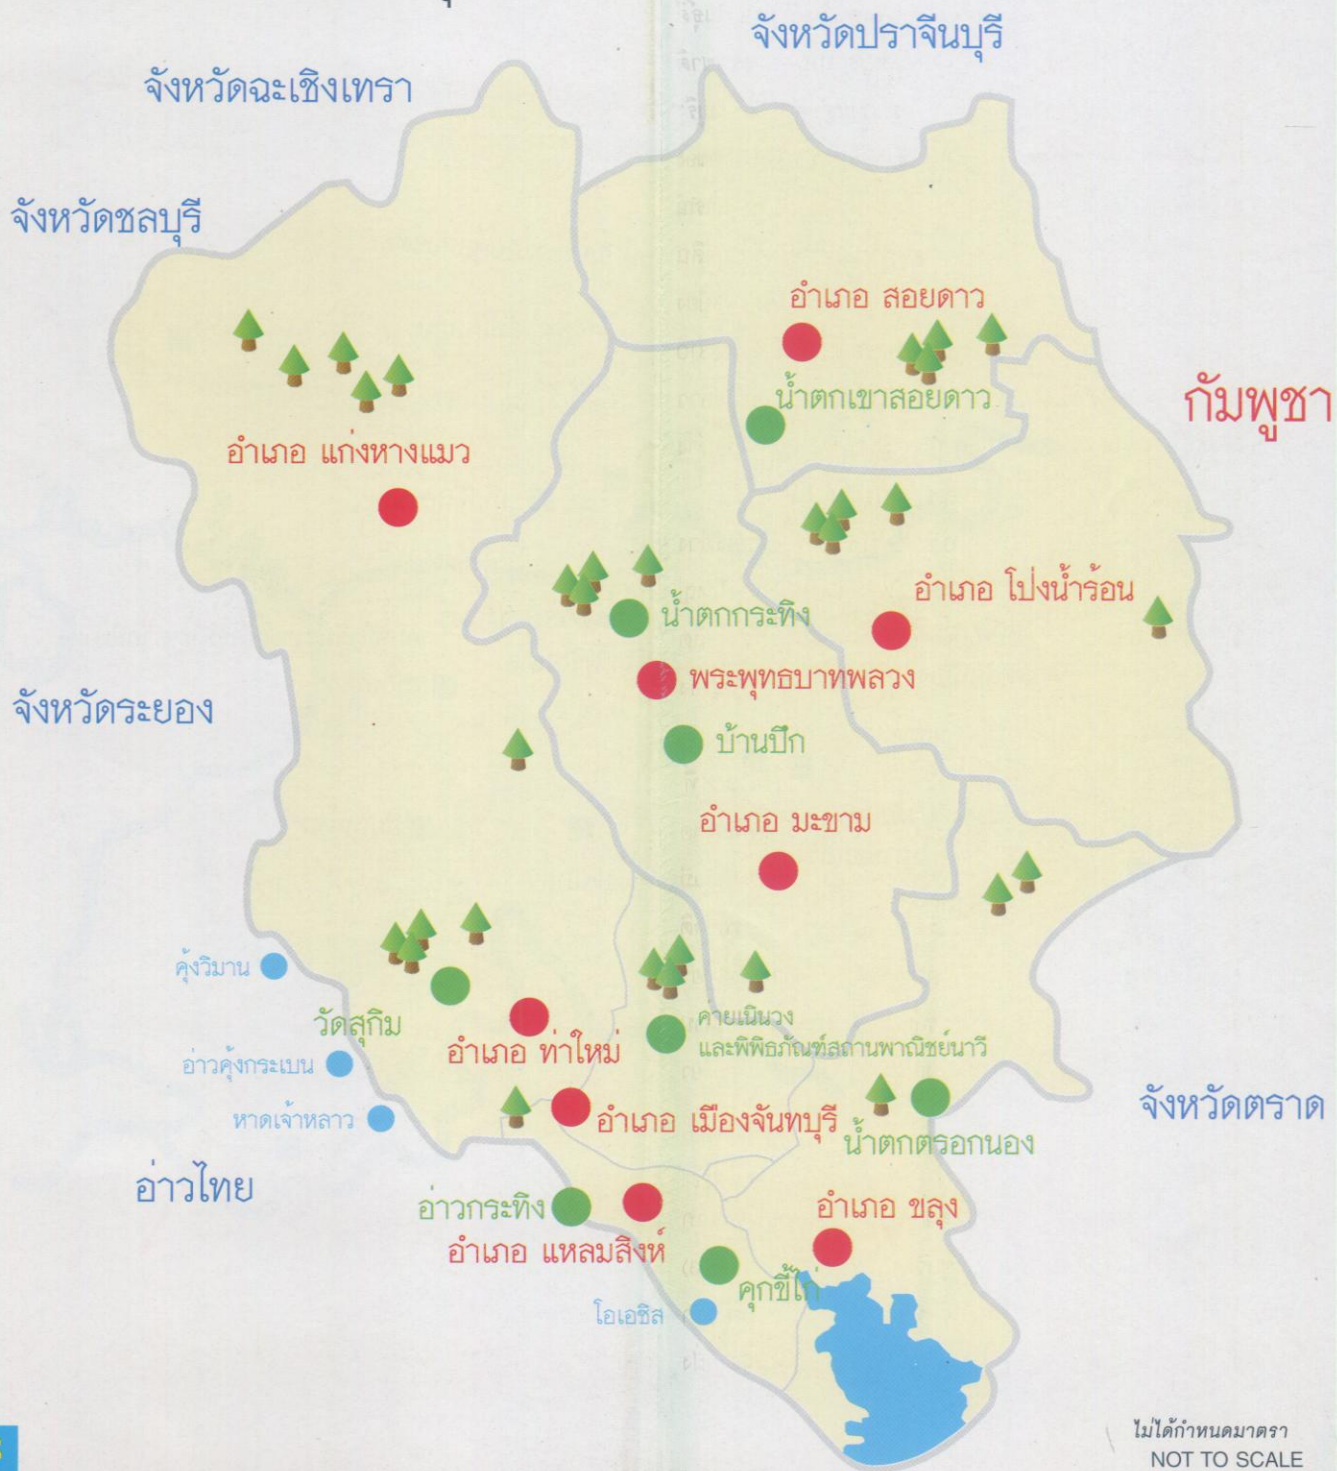 จังหวัดปราจีนบุรี
จังหวัดฉะเชิงเทรา
จังหวัดชลบุรี
อำเภอ สอยดาว
น้ำตกเขาสอยดาว
กัมพูชา
อำเภอ แก่งหางแมว
อำเภอ โป่งน้ำร้อน
น้ำตกกระทิง
พระพุทธบาทพลวง
จังหวัดระยอง
บ้านปึก
อำเภอ มะขาม
คุ้งวิมาน
วัดสุกิม
อำเภอ ท่าใหม่
ค่ายเนินวง
และพิพิธภัณฑ์สถานพาณิชย์นาวี
อ่าวคุ้งกระเบน
หาดเจ้าหลาว
อำเภอ เมืองจันทบุรี
น้ำตกตรอกนอง
จังหวัดตราด
อ่าวไทย
อ่าวกระทิง
อำเภอ แหลมสิงห์
อำเภอ ขลุง
คุกขี้ไก่
โอเอซิส
ไม่ได้กำหนดมาตรา
NOT TO SCALE